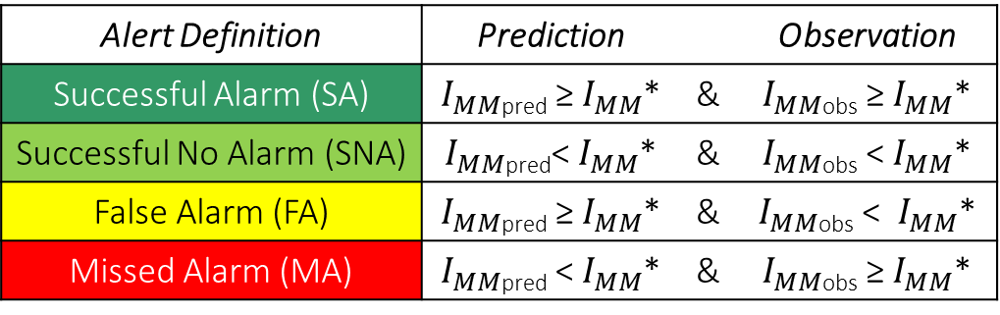 Alert Definition Prediction Observation
Successful Alarm (SA) I_MMpred ≥ I_MM* & I_MMobs ≥ I_MM*
Successful No Alarm (SNA) I_MMpred< I_MM* & I_MMobs < I_MM*
False Alarm (FA) I_MMpred ≥ I_MM* & I_MMobs < I_MM*
Missed Alarm (MA) I_MMpred < I_MM* & I_MMobs ≥ I_MM*